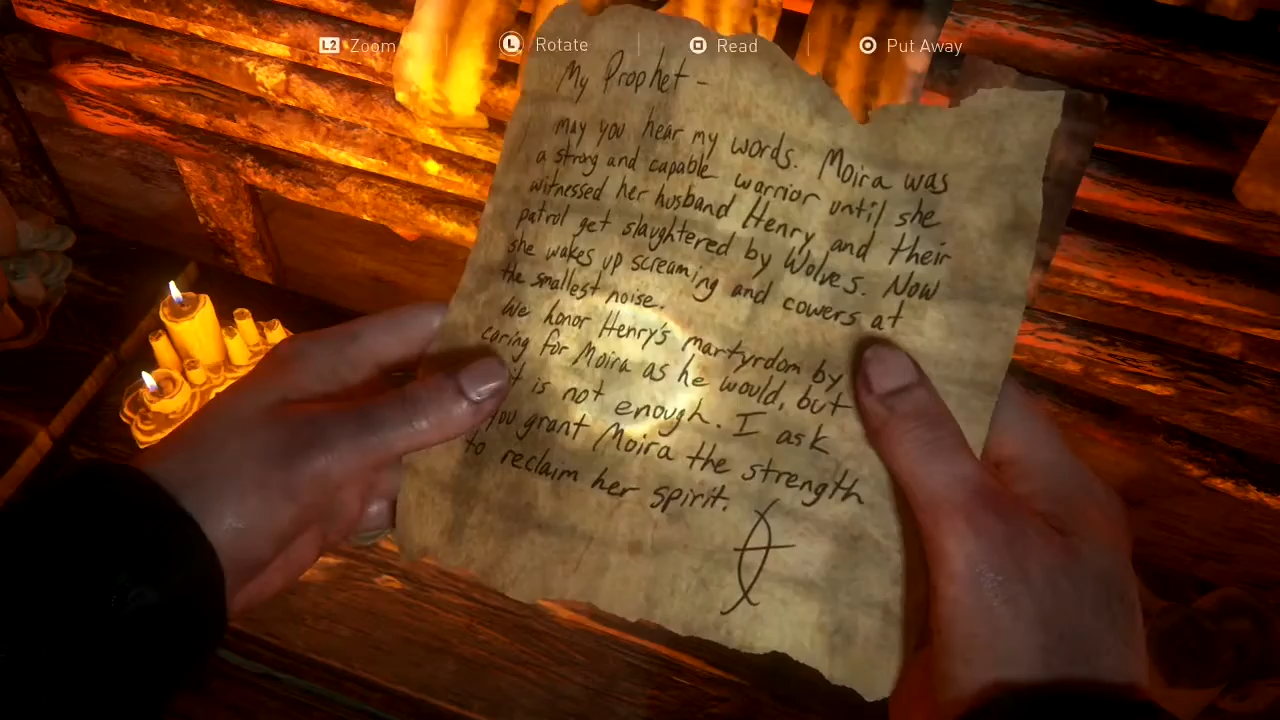 L2 Zoom L Rotate Read Put Away
My Prophet -
may you hear my words. Moira was
a strong and capable warrior until she
witnessed her husband Henry and their
patrol get slaughtered by Wolves. Now
she wakes up screaming and cowers at
the smallest noise.
We honor Henry's martyrdom by
caring for Moira as he would, but
it is not enough. I ask
you grant Moira the strength
to reclaim her spirit.